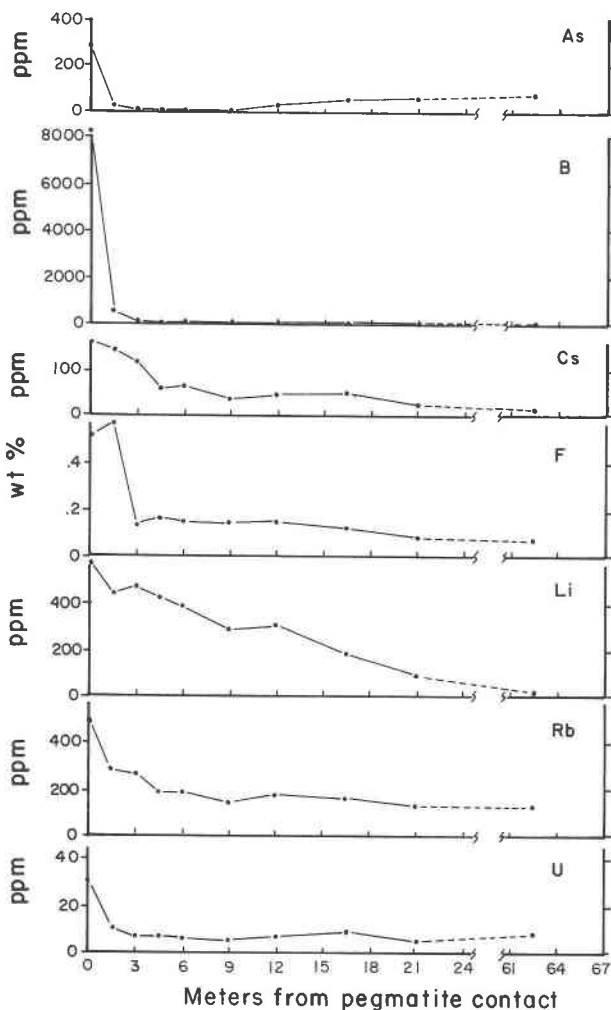 ppm
400
200
0
As
ppm
8000
6000
4000
2000
0
B
ppm
100
0
Cs
wt %
.4
.2
0
F
ppm
400
200
0
Li
ppm
400
200
0
Rb
ppm
40
20
0
U
0 3 6 9 12 15 18 21 24 61 64 67
Meters from pegmatite contact